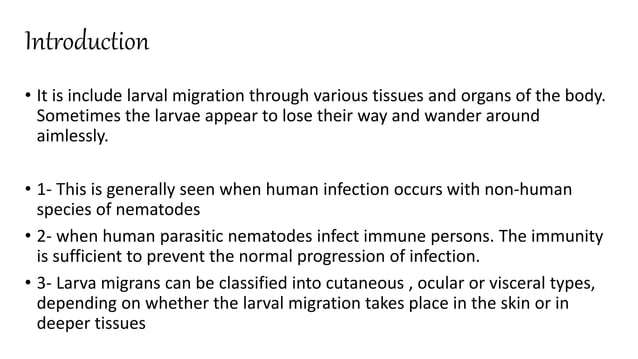 Introduction
• It is include larval migration through various tissues and organs of the body.
Sometimes the larvae appear to lose their way and wander around
aimlessly.
• 1- This is generally seen when human infection occurs with non-human
species of nematodes
• 2- when human parasitic nematodes infect immune persons. The immunity
is sufficient to prevent the normal progression of infection.
• 3- Larva migrans can be classified into cutaneous , ocular or visceral types,
depending on whether the larval migration takes place in the skin or in
deeper tissues